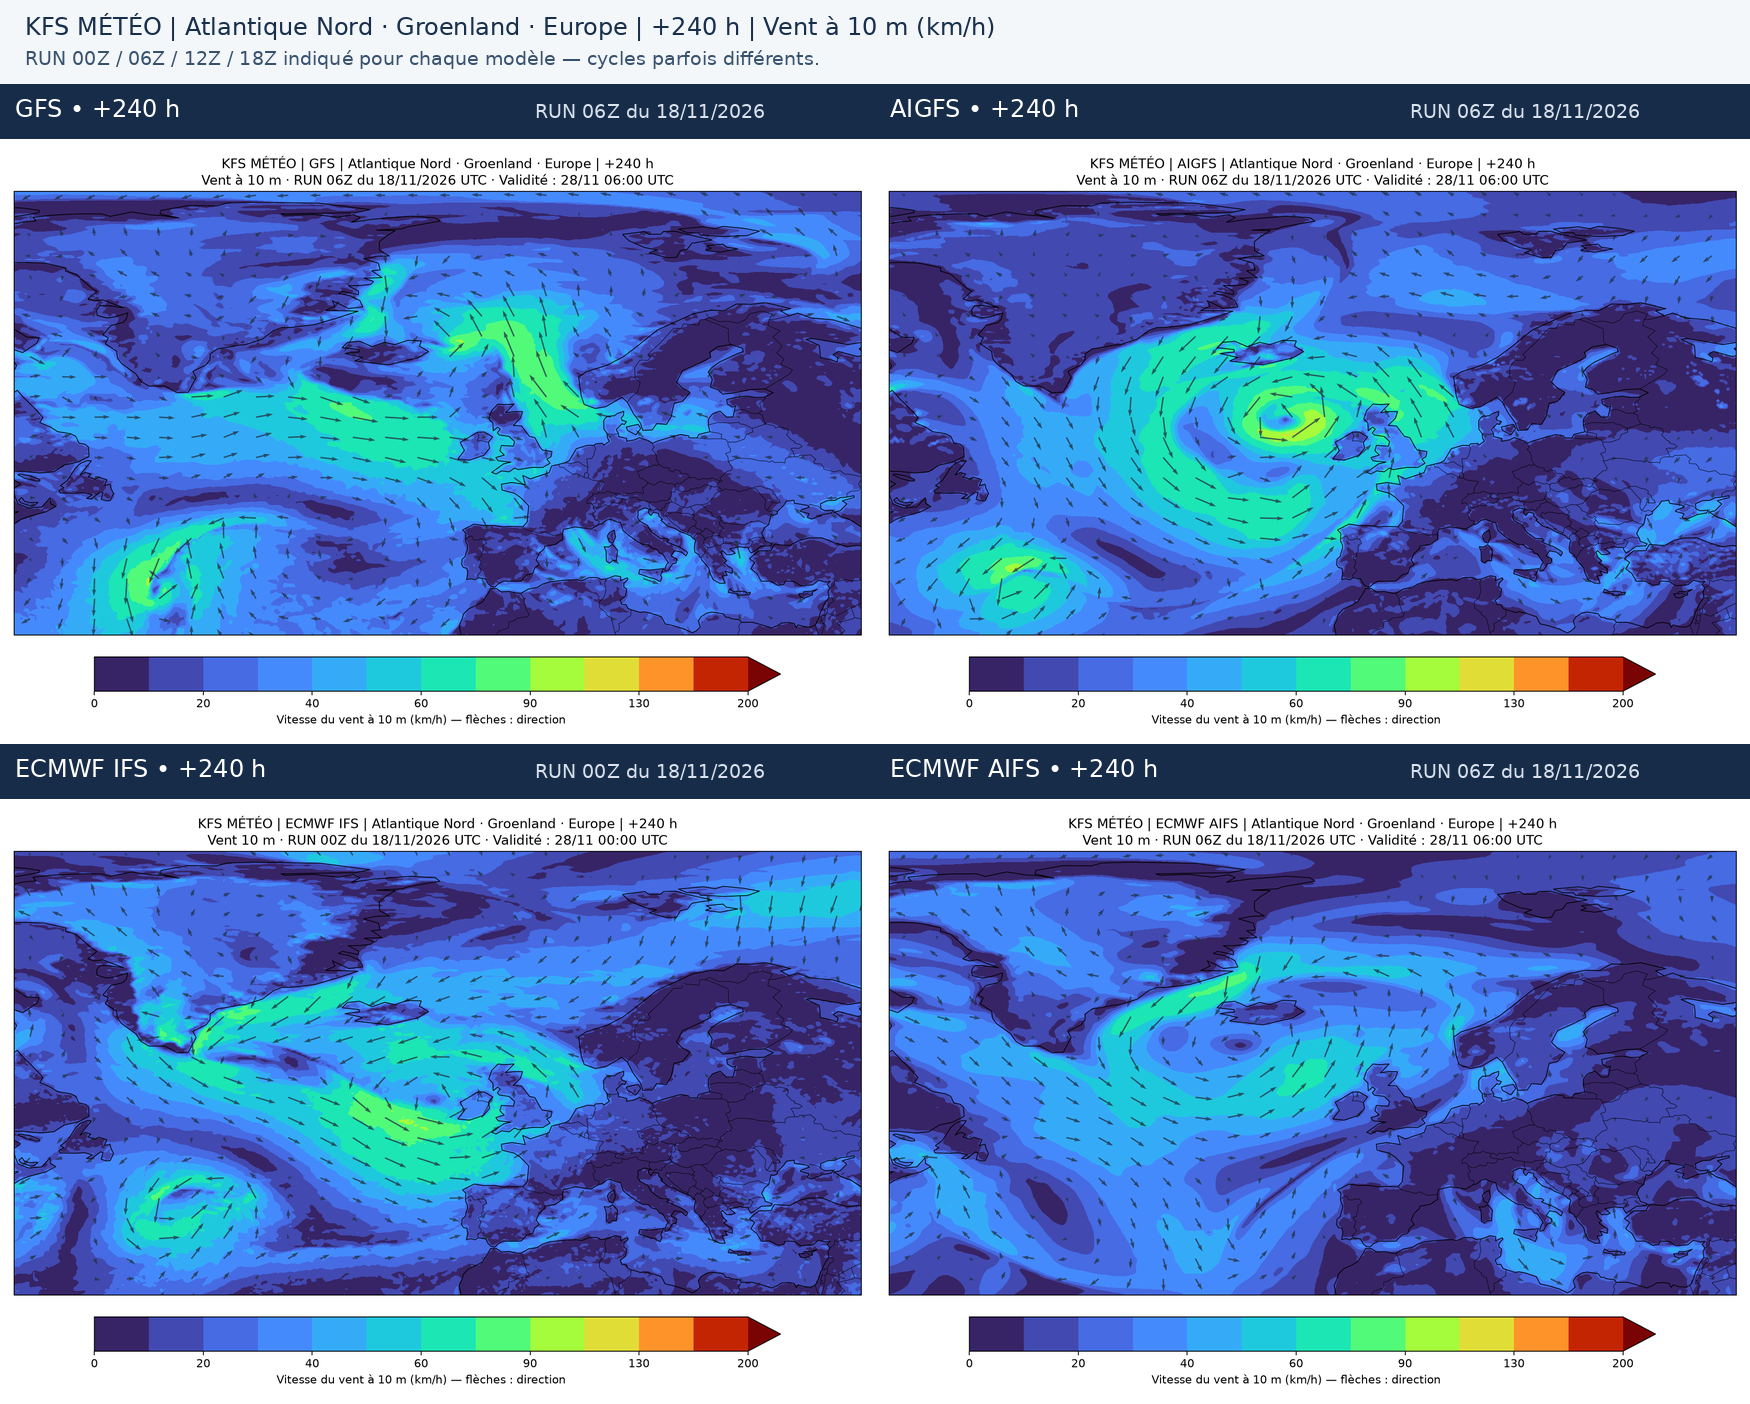 KFS MÉTÉO | Atlantique Nord · Groenland · Europe | +240 h | Vent à 10 m (km/h)
RUN 00Z / 06Z / 12Z / 18Z indiqué pour chaque modèle — cycles parfois différents.
GFS • +240 h
RUN 06Z du 18/11/2026
KFS MÉTÉO | GFS | Atlantique Nord · Groenland · Europe | +240 h
Vent à 10 m · RUN 06Z du 18/11/2026 UTC · Validité : 28/11 06:00 UTC
0 20 40 60 90 130 200
Vitesse du vent à 10 m (km/h) — flèches : direction
AIGFS • +240 h
RUN 06Z du 18/11/2026
KFS MÉTÉO | AIGFS | Atlantique Nord · Groenland · Europe | +240 h
Vent à 10 m · RUN 06Z du 18/11/2026 UTC · Validité : 28/11 06:00 UTC
0 20 40 60 90 130 200
Vitesse du vent à 10 m (km/h) — flèches : direction
ECMWF IFS • +240 h
RUN 00Z du 18/11/2026
KFS MÉTÉO | ECMWF IFS | Atlantique Nord · Groenland · Europe | +240 h
Vent 10 m · RUN 00Z du 18/11/2026 UTC · Validité : 28/11 00:00 UTC
0 20 40 60 90 130 200
Vitesse du vent à 10 m (km/h) — flèches : direction
ECMWF AIFS • +240 h
RUN 06Z du 18/11/2026
KFS MÉTÉO | ECMWF AIFS | Atlantique Nord · Groenland · Europe | +240 h
Vent 10 m · RUN 06Z du 18/11/2026 UTC · Validité : 28/11 06:00 UTC
0 20 40 60 90 130 200
Vitesse du vent à 10 m (km/h) — flèches : direction